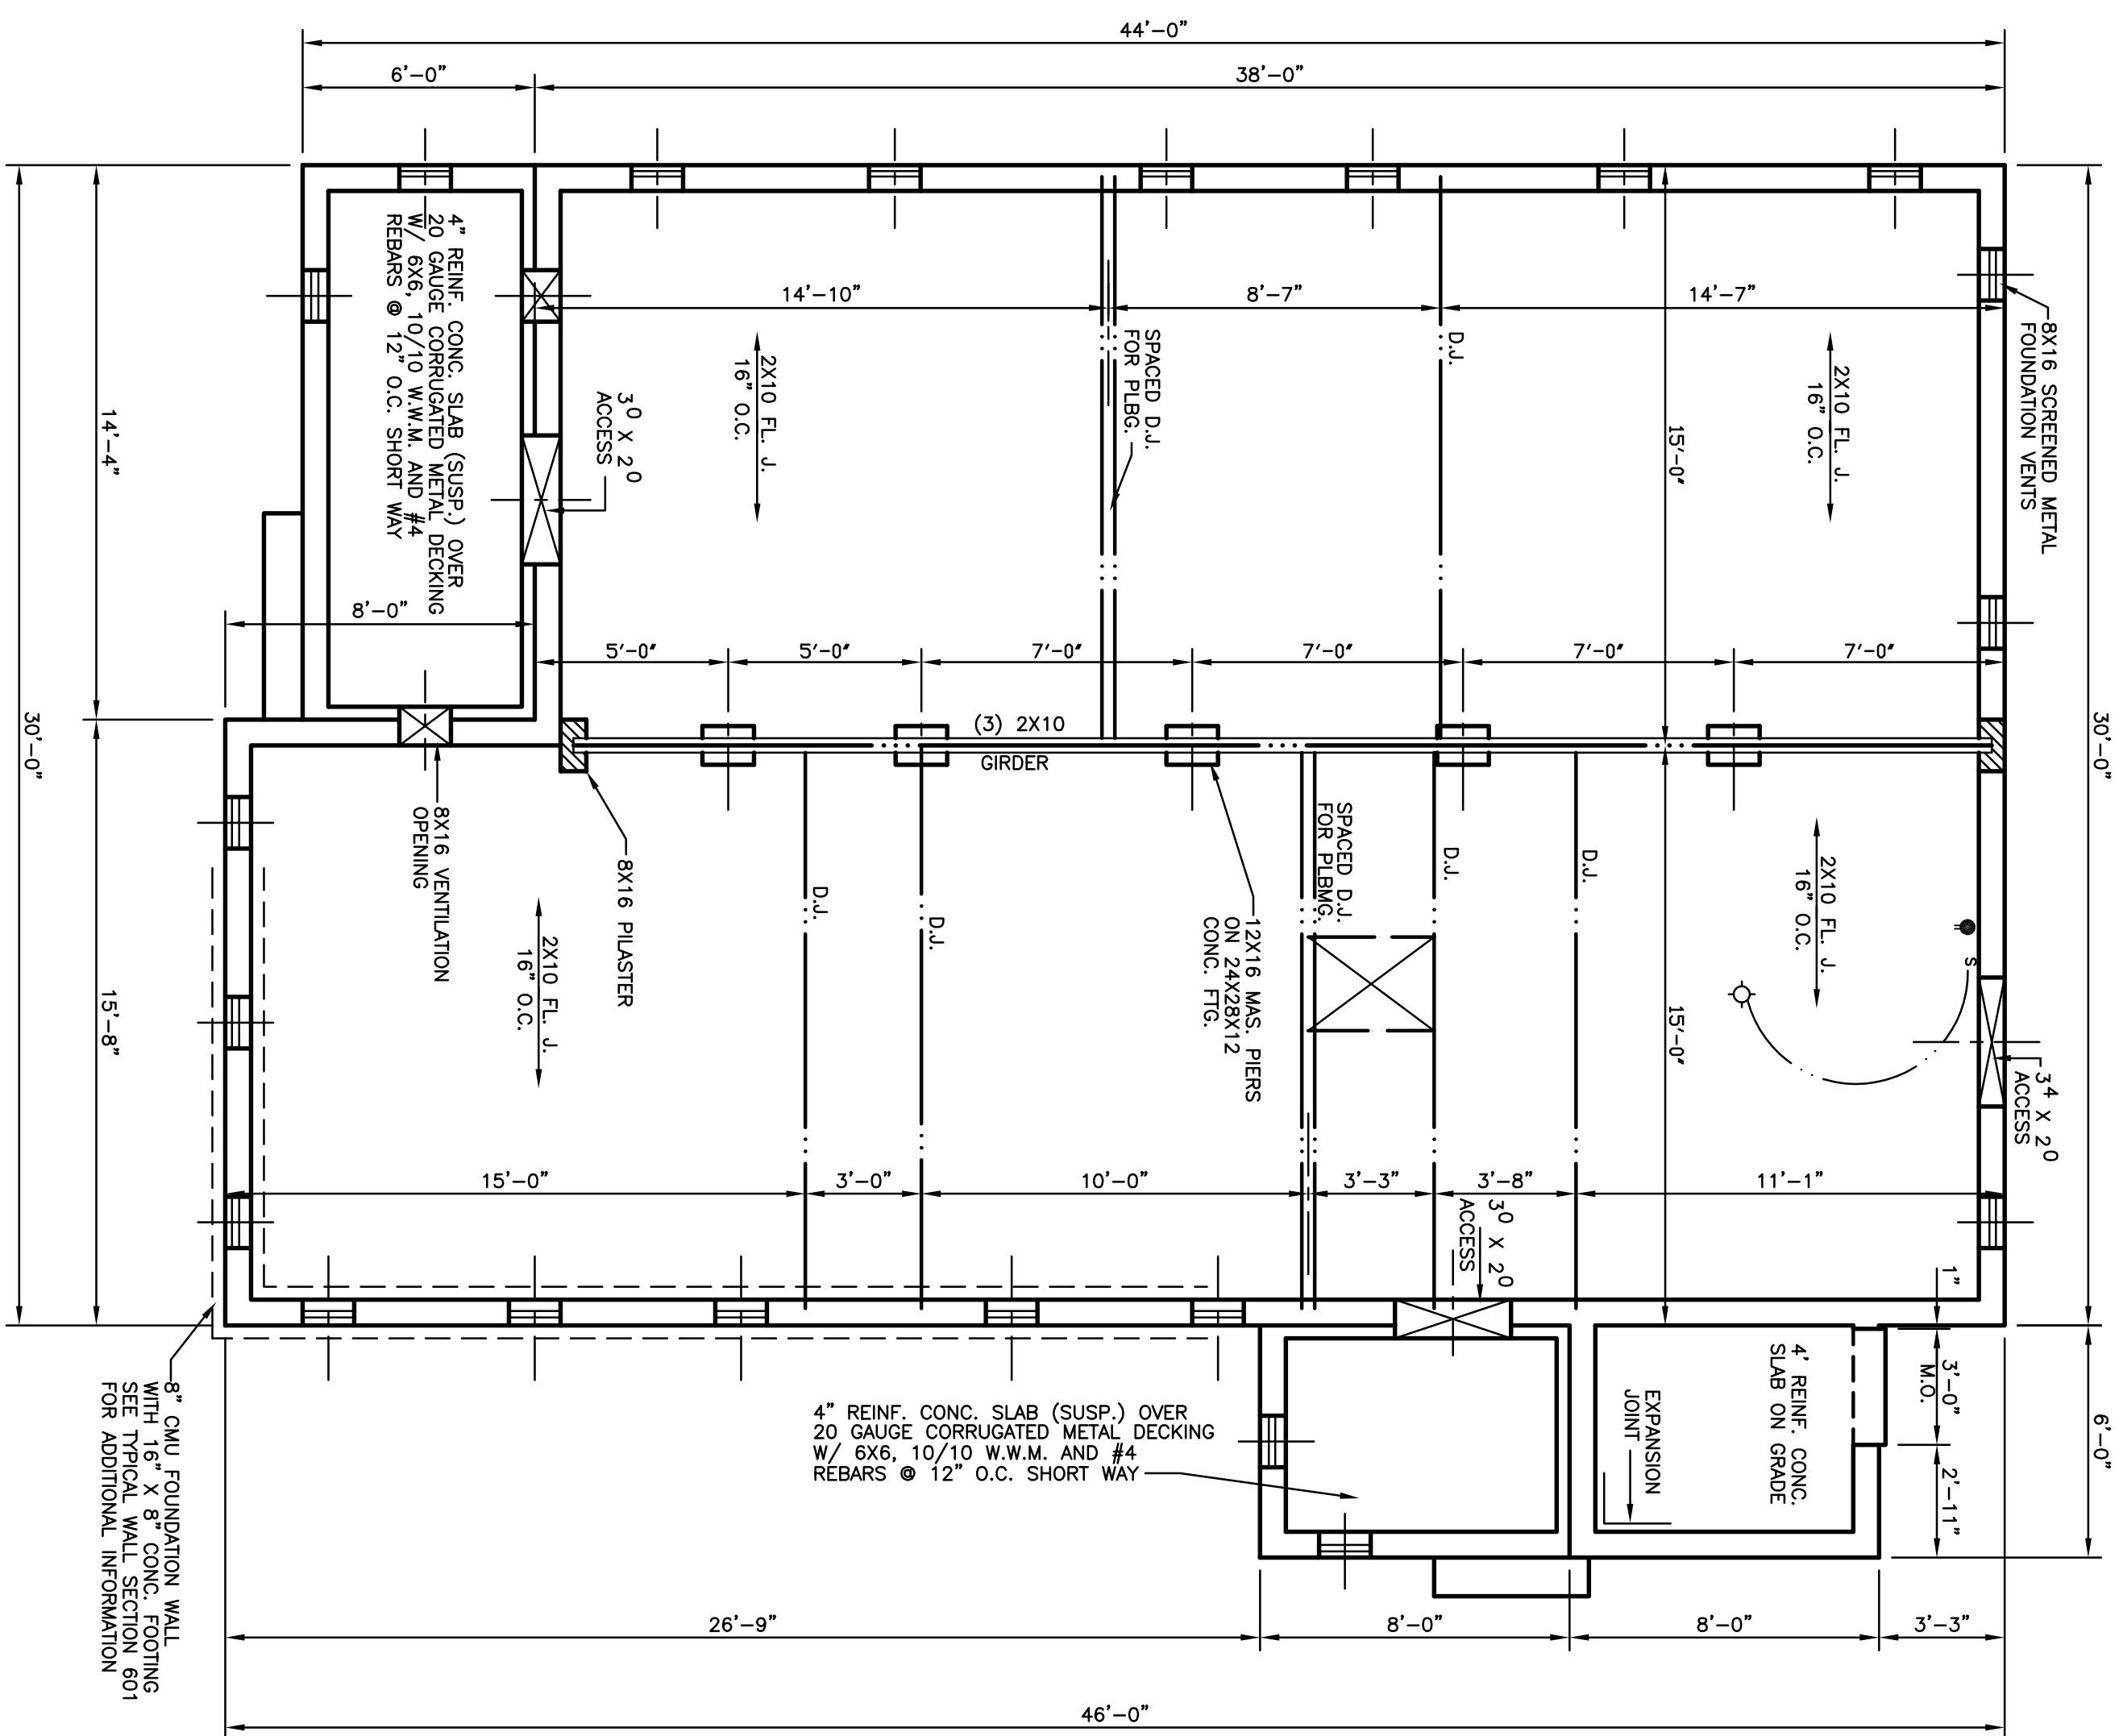 44'-0"
6'-0"
38'-0"
8X16 SCREENED METAL
FOUNDATION VENTS
4" REINF. CONC. SLAB (SUSP.) OVER
20 GAUGE CORRUGATED METAL DECKING
W/ 6X6, 10/10 W.W.M. AND #4
REBARS @ 12" O.C. SHORT WAY
14'-10"
8'-7"
14'-7"
2X10 FL. J.
16" O.C.
SPACED D.J.
FOR PLBG.
D.J.
2X10 FL. J.
16" O.C.
3⁰ X 2⁰
ACCESS
15'-0"
14'-4"
8'-0"
5'-0"
5'-0"
7'-0"
7'-0"
7'-0"
7'-0"
30'-0"
30'-0"
(3) 2X10
GIRDER
8X16 VENTILATION
OPENING
8X16 PILASTER
12X16 MAS. PIERS
ON 24X28X12
CONC. FTG.
SPACED D.J.
FOR PLBMG.
D.J.
D.J.
D.J.
D.J.
2X10 FL. J.
16" O.C.
2X10 FL. J.
16" O.C.
S
15'-8"
15'-0"
3⁴ X 2⁰
ACCESS
15'-0"
3'-0"
10'-0"
3'-3"
3'-8"
11'-1"
3⁰ X 2⁰
ACCESS
1"
3'-0"
M.O.
2'-11"
6'-0"
4' REINF. CONC.
SLAB ON GRADE
EXPANSION
JOINT
4" REINF. CONC. SLAB (SUSP.) OVER
20 GAUGE CORRUGATED METAL DECKING
W/ 6X6, 10/10 W.W.M. AND #4
REBARS @ 12" O.C. SHORT WAY
8" CMU FOUNDATION WALL
WITH 16" X 8" CONC. FOOTING
SEE TYPICAL WALL SECTION 601
FOR ADDITIONAL INFORMATION
26'-9"
8'-0"
8'-0"
3'-3"
46'-0"